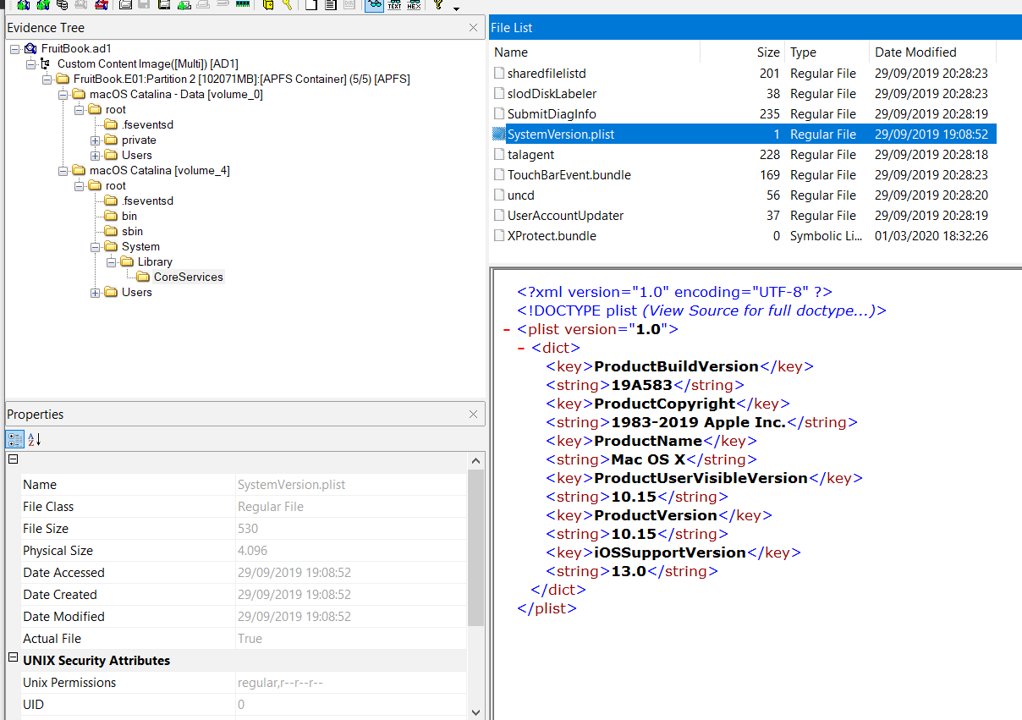 TEXT HEX ?
Evidence Tree
FruitBook.ad1
Custom Content Image([Multi]) [AD1]
FruitBook.E01:Partition 2 [102071MB]:[APFS Container] (5/5) [APFS]
macOS Catalina - Data [volume_0]
root
.fseventsd
private
Users
macOS Catalina [volume_4]
root
.fseventsd
bin
sbin
System
Library
CoreServices
Users
Properties
Name SystemVersion.plist
File Class Regular File
File Size 530
Physical Size 4.096
Date Accessed 29/09/2019 19:08:52
Date Created 29/09/2019 19:08:52
Date Modified 29/09/2019 19:08:52
Actual File True
UNIX Security Attributes
Unix Permissions regular,r--r--r--
UID 0
File List
Name Size Type Date Modified
sharedfilelistd 201 Regular File 29/09/2019 20:28:23
slodDiskLabeler 38 Regular File 29/09/2019 20:28:23
SubmitDiagInfo 235 Regular File 29/09/2019 20:28:23
SystemVersion.plist 1 Regular File 29/09/2019 19:08:52
talagent 228 Regular File 29/09/2019 20:28:18
TouchBarEvent.bundle 169 Regular File 29/09/2019 20:28:23
uncd 56 Regular File 29/09/2019 20:28:20
UserAccountUpdater 37 Regular File 29/09/2019 20:28:19
XProtect.bundle 0 Symbolic Li... 01/03/2020 18:32:26
<?xml version="1.0" encoding="UTF-8" ?>
<!DOCTYPE plist (View Source for full doctype...)>
- <plist version="1.0">
- <dict>
<key>ProductBuildVersion</key>
<string>19A583</string>
<key>ProductCopyright</key>
<string>1983-2019 Apple Inc.</string>
<key>ProductName</key>
<string>Mac OS X</string>
<key>ProductUserVisibleVersion</key>
<string>10.15</string>
<key>ProductVersion</key>
<string>10.15</string>
<key>iOSSupportVersion</key>
<string>13.0</string>
</dict>
</plist>